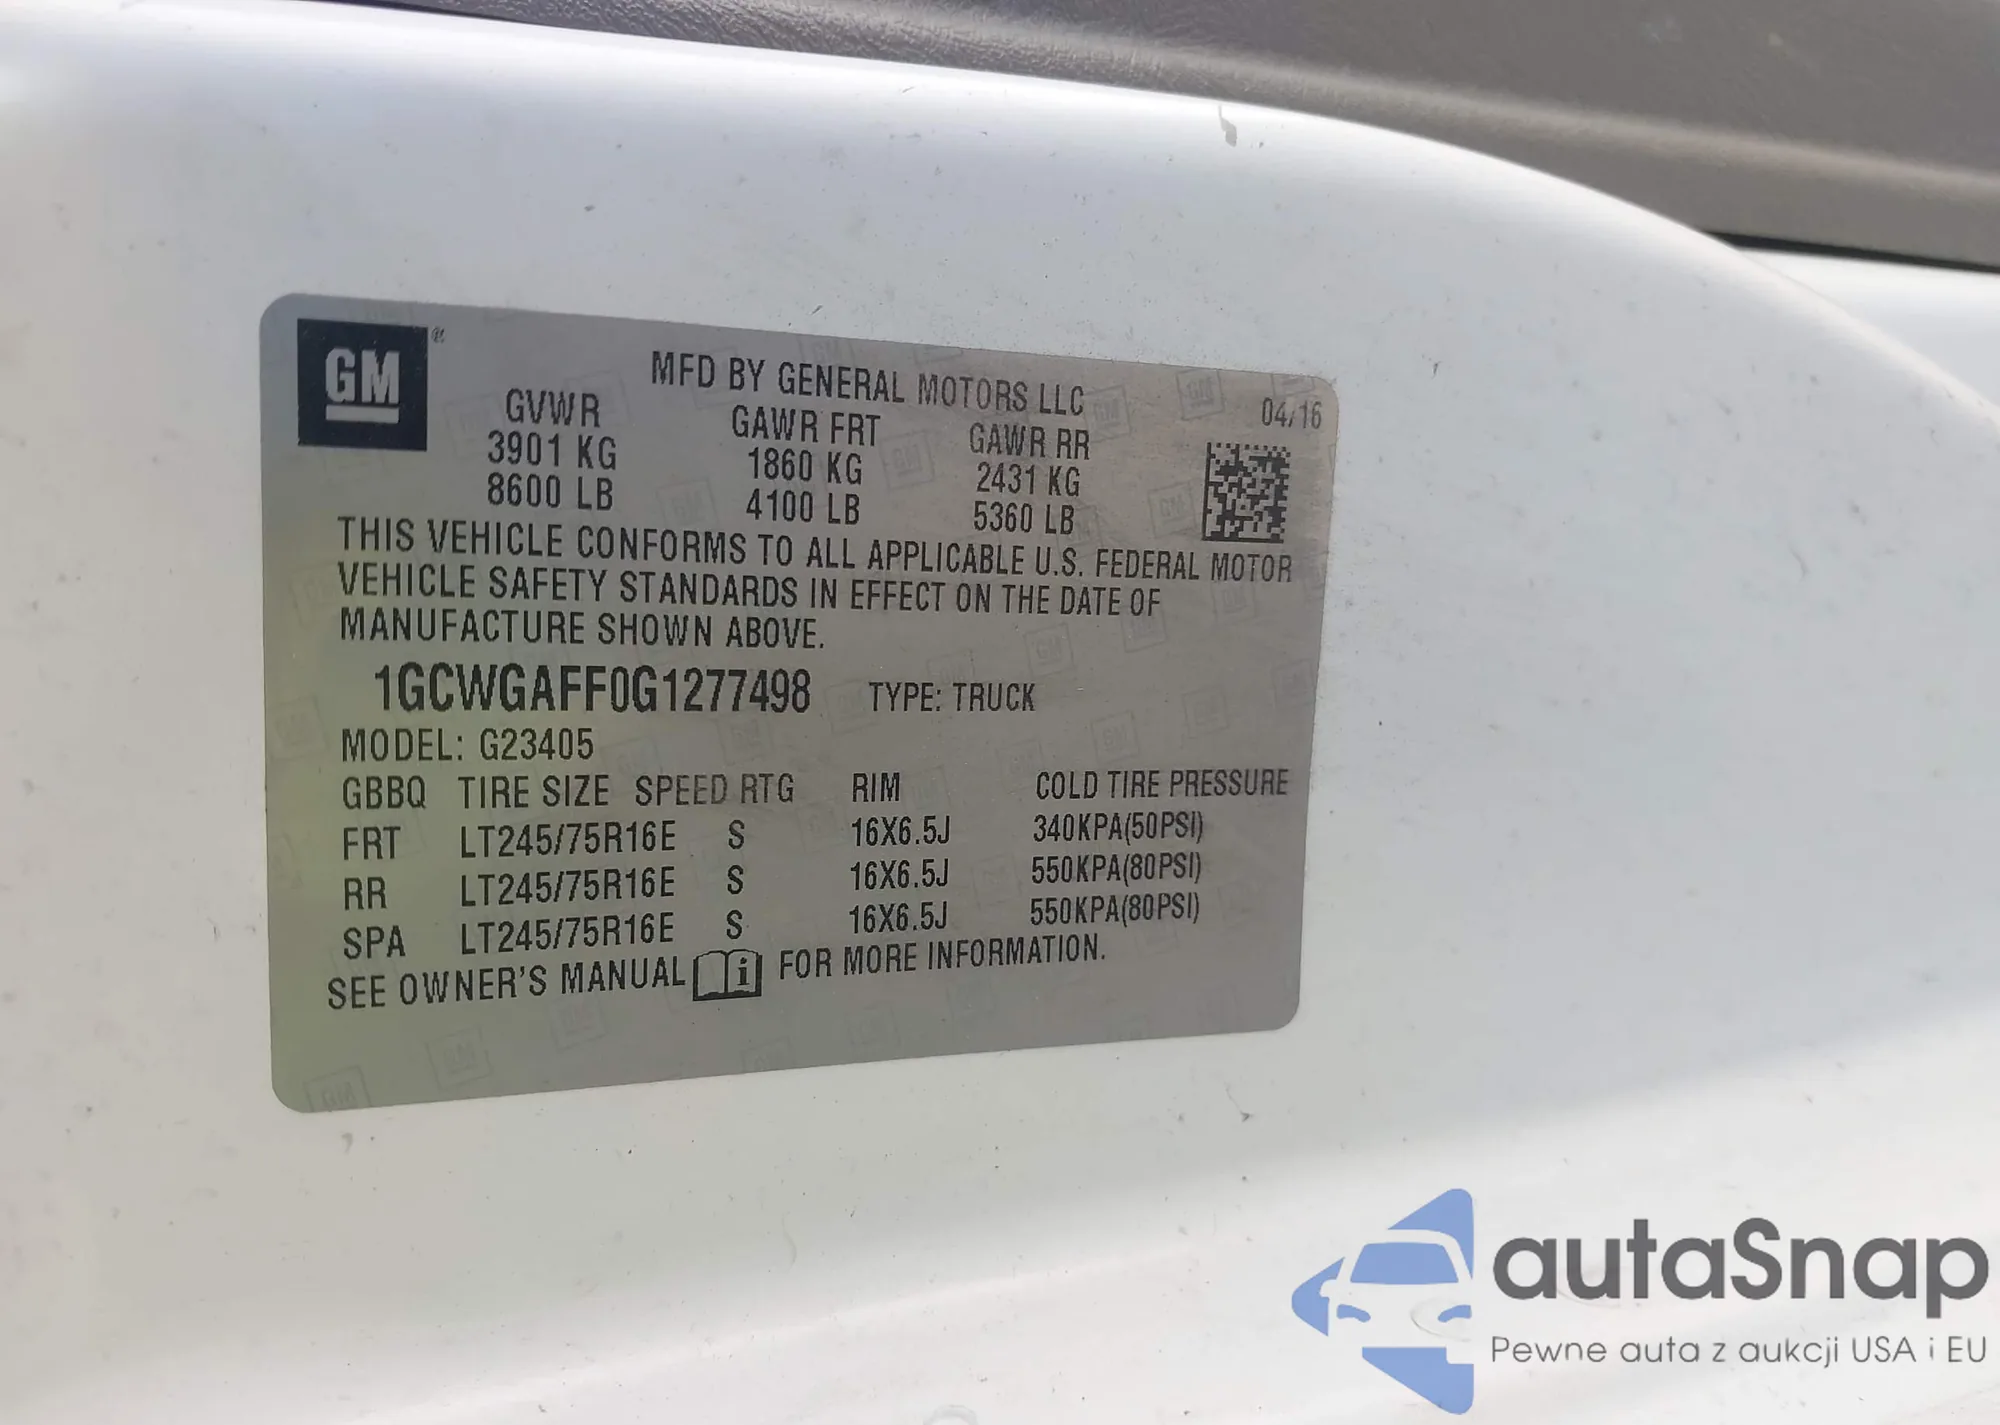 GM®
MFD BY GENERAL MOTORS LLC
04/16
GVWR GAWR FRT GAWR RR
3901 KG 1860 KG 2431 KG
8600 LB 4100 LB 5360 LB
THIS VEHICLE CONFORMS TO ALL APPLICABLE U.S. FEDERAL MOTOR
VEHICLE SAFETY STANDARDS IN EFFECT ON THE DATE OF
MANUFACTURE SHOWN ABOVE.
1GCWGAFF0G1277498 TYPE: TRUCK
MODEL: G23405
GBBQ TIRE SIZE SPEED RTG RIM COLD TIRE PRESSURE
FRT LT245/75R16E S 16X6.5J 340KPA(50PSI)
RR LT245/75R16E S 16X6.5J 550KPA(80PSI)
SPA LT245/75R16E S 16X6.5J 550KPA(80PSI)
SEE OWNER'S MANUAL i FOR MORE INFORMATION.
autaSnap
Pewne auta z aukcji USA i EU